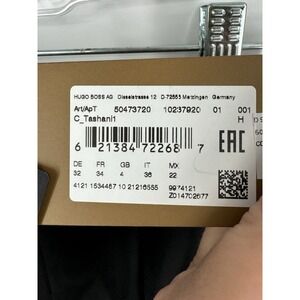 HUGO BOSS AG Dieselstrasse 12 D-72555 Metzingen Germany
Art/ApT 50473720 10237920 01 001
C_Tashani1 H
EAC
6 21384 72268 7
DE FR GB IT MX
32 34 4 36 22
4121 1534467 10 21216555 9974121
Z014702677